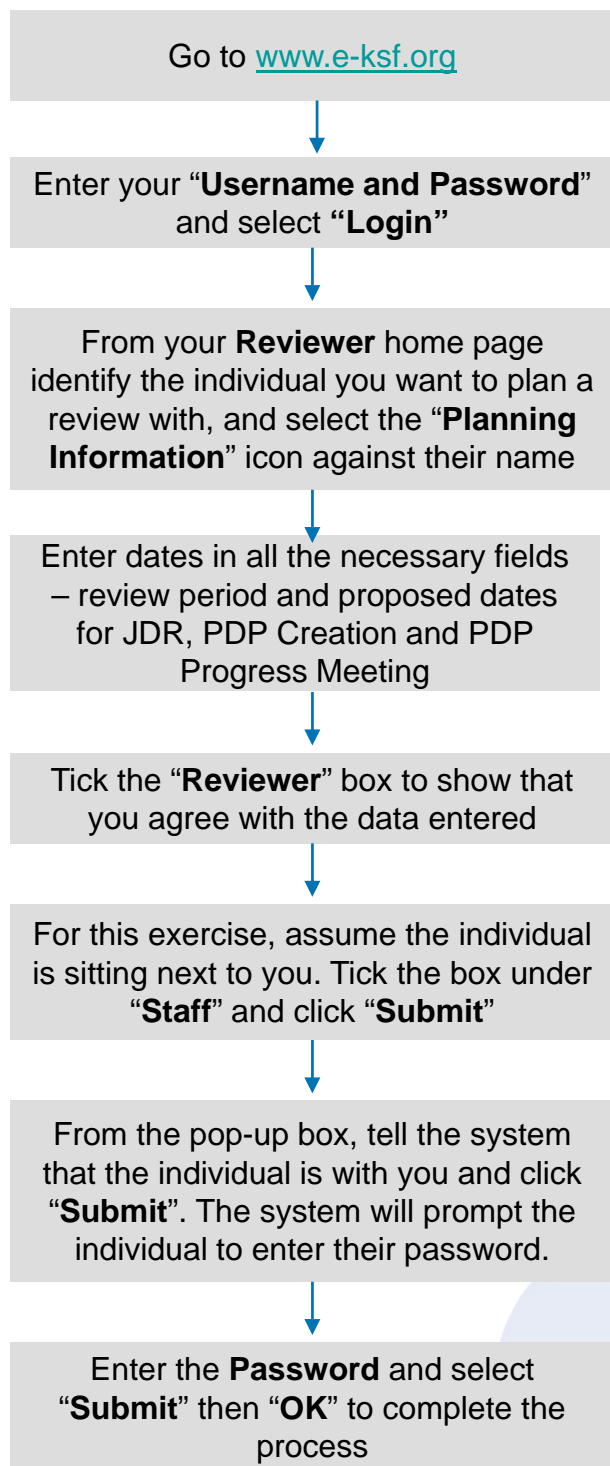 Go to www.e-ksf.org
Enter your “Username and Password”
and select “Login”
From your Reviewer home page
identify the individual you want to plan a
review with, and select the “Planning
Information” icon against their name
Enter dates in all the necessary fields
– review period and proposed dates
for JDR, PDP Creation and PDP
Progress Meeting
Tick the “Reviewer” box to show that
you agree with the data entered
For this exercise, assume the individual
is sitting next to you. Tick the box under
“Staff” and click “Submit”
From the pop-up box, tell the system
that the individual is with you and click
“Submit”. The system will prompt the
individual to enter their password.
Enter the Password and select
“Submit” then “OK” to complete the
process